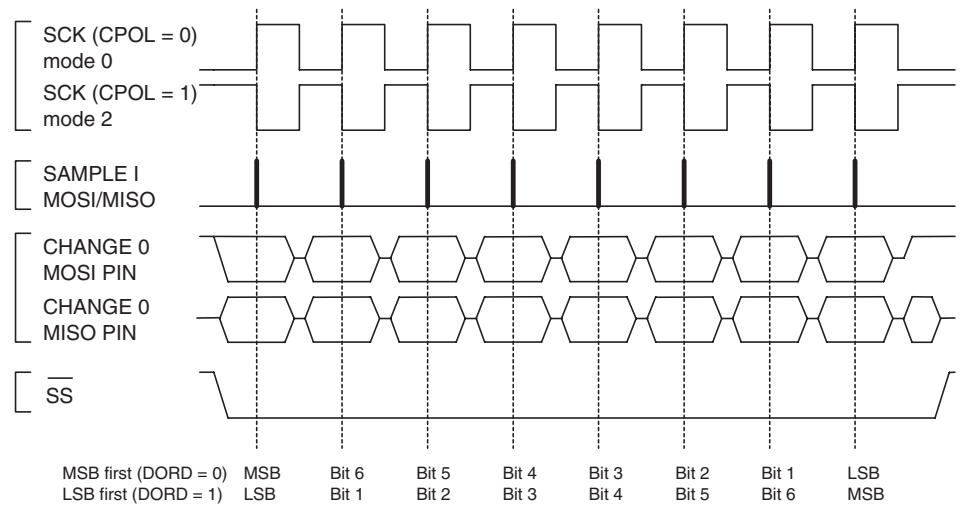 SCK (CPOL = 0)
mode 0
SCK (CPOL = 1)
mode 2
SAMPLE I
MOSI/MISO
CHANGE 0
MOSI PIN
CHANGE 0
MISO PIN
SS
MSB first (DORD = 0) MSB Bit 6 Bit 5 Bit 4 Bit 3 Bit 2 Bit 1 LSB
LSB first (DORD = 1) LSB Bit 1 Bit 2 Bit 3 Bit 4 Bit 5 Bit 6 MSB